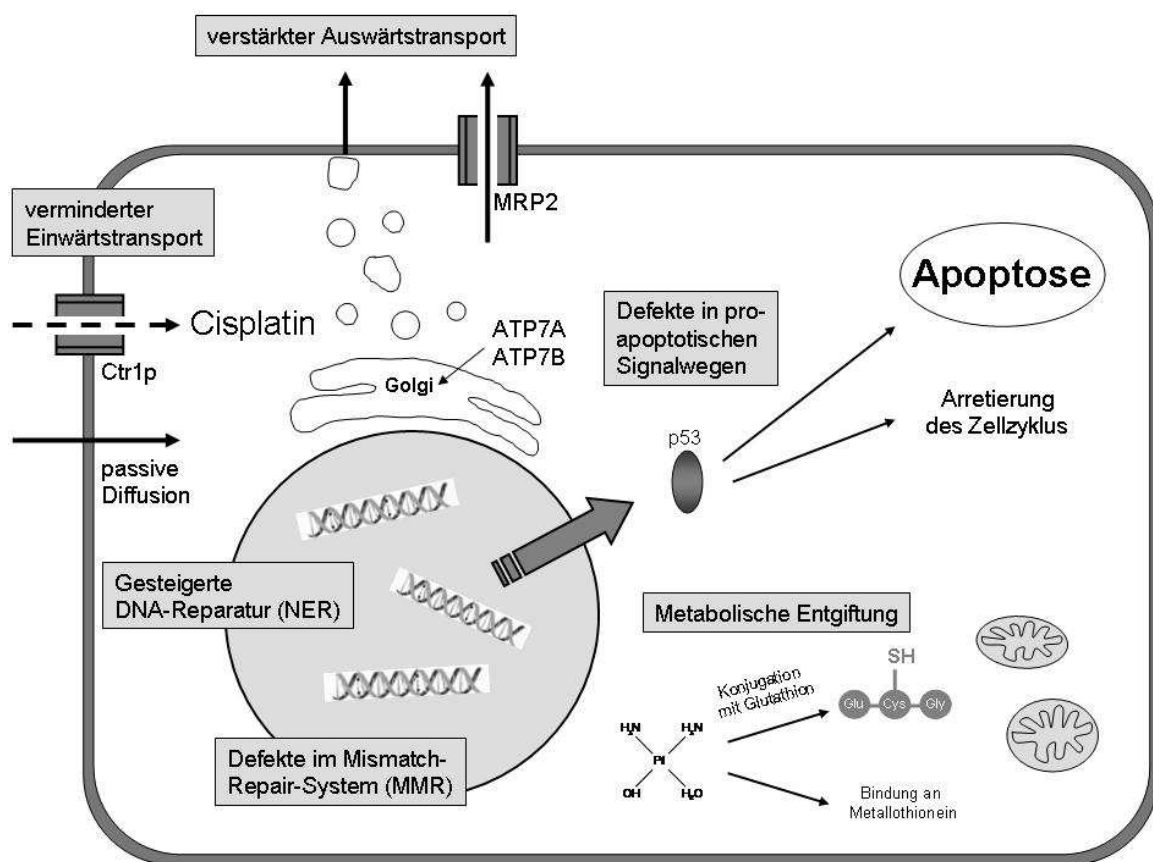 verstärkter Auswärtstransport
MRP2
verminderter
Einwärtstransport
Cisplatin
Ctr1p
passive
Diffusion
ATP7A
ATP7B
Golgi
Defekte in pro-
apoptotischen
Signalwegen
Apoptose
Arretierung
des Zellzyklus
p53
Gesteigerte
DNA-Reparatur (NER)
Defekte im Mismatch-
Repair-System (MMR)
Metabolische Entgiftung
Konjugation
mit Glutathion
SH
Glu Cys Gly
H₂N H₂N
OH H₂O
Bindung an
Metallothionein